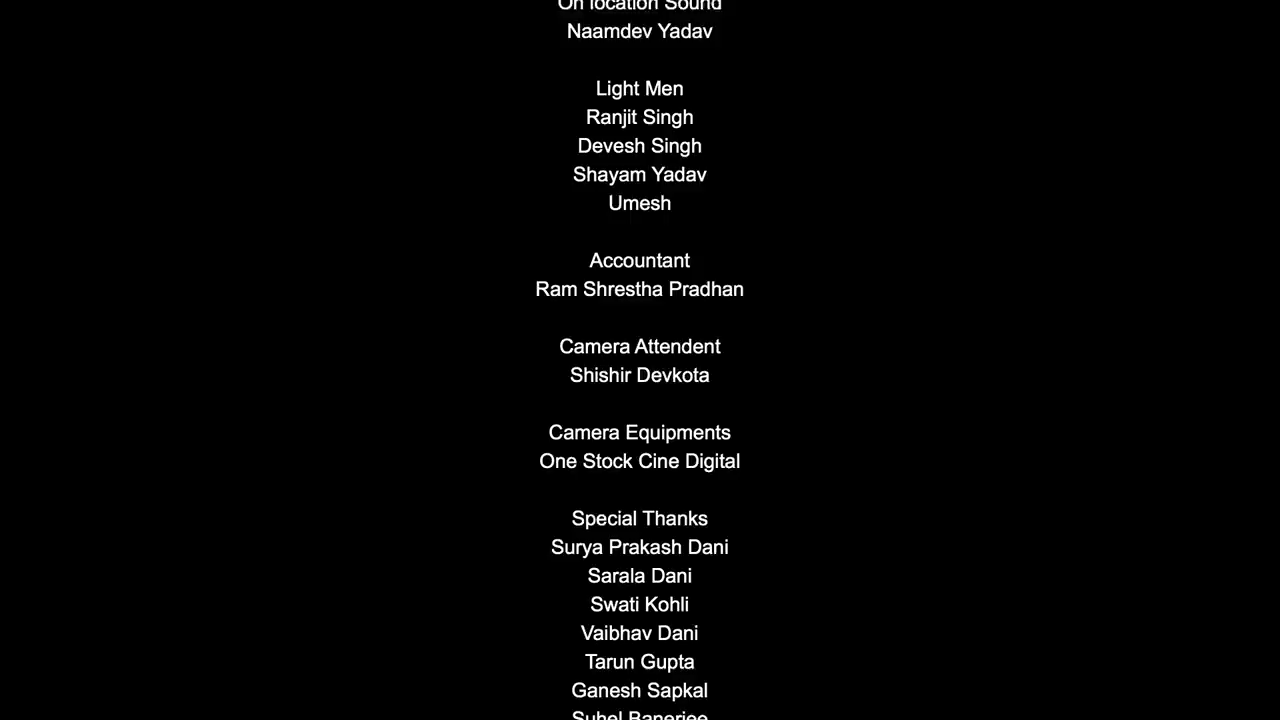 On location Sound
Naamdev Yadav
Light Men
Ranjit Singh
Devesh Singh
Shayam Yadav
Umesh
Accountant
Ram Shrestha Pradhan
Camera Attendent
Shishir Devkota
Camera Equipments
One Stock Cine Digital
Special Thanks
Surya Prakash Dani
Sarala Dani
Swati Kohli
Vaibhav Dani
Tarun Gupta
Ganesh Sapkal
Suhel Banerjee